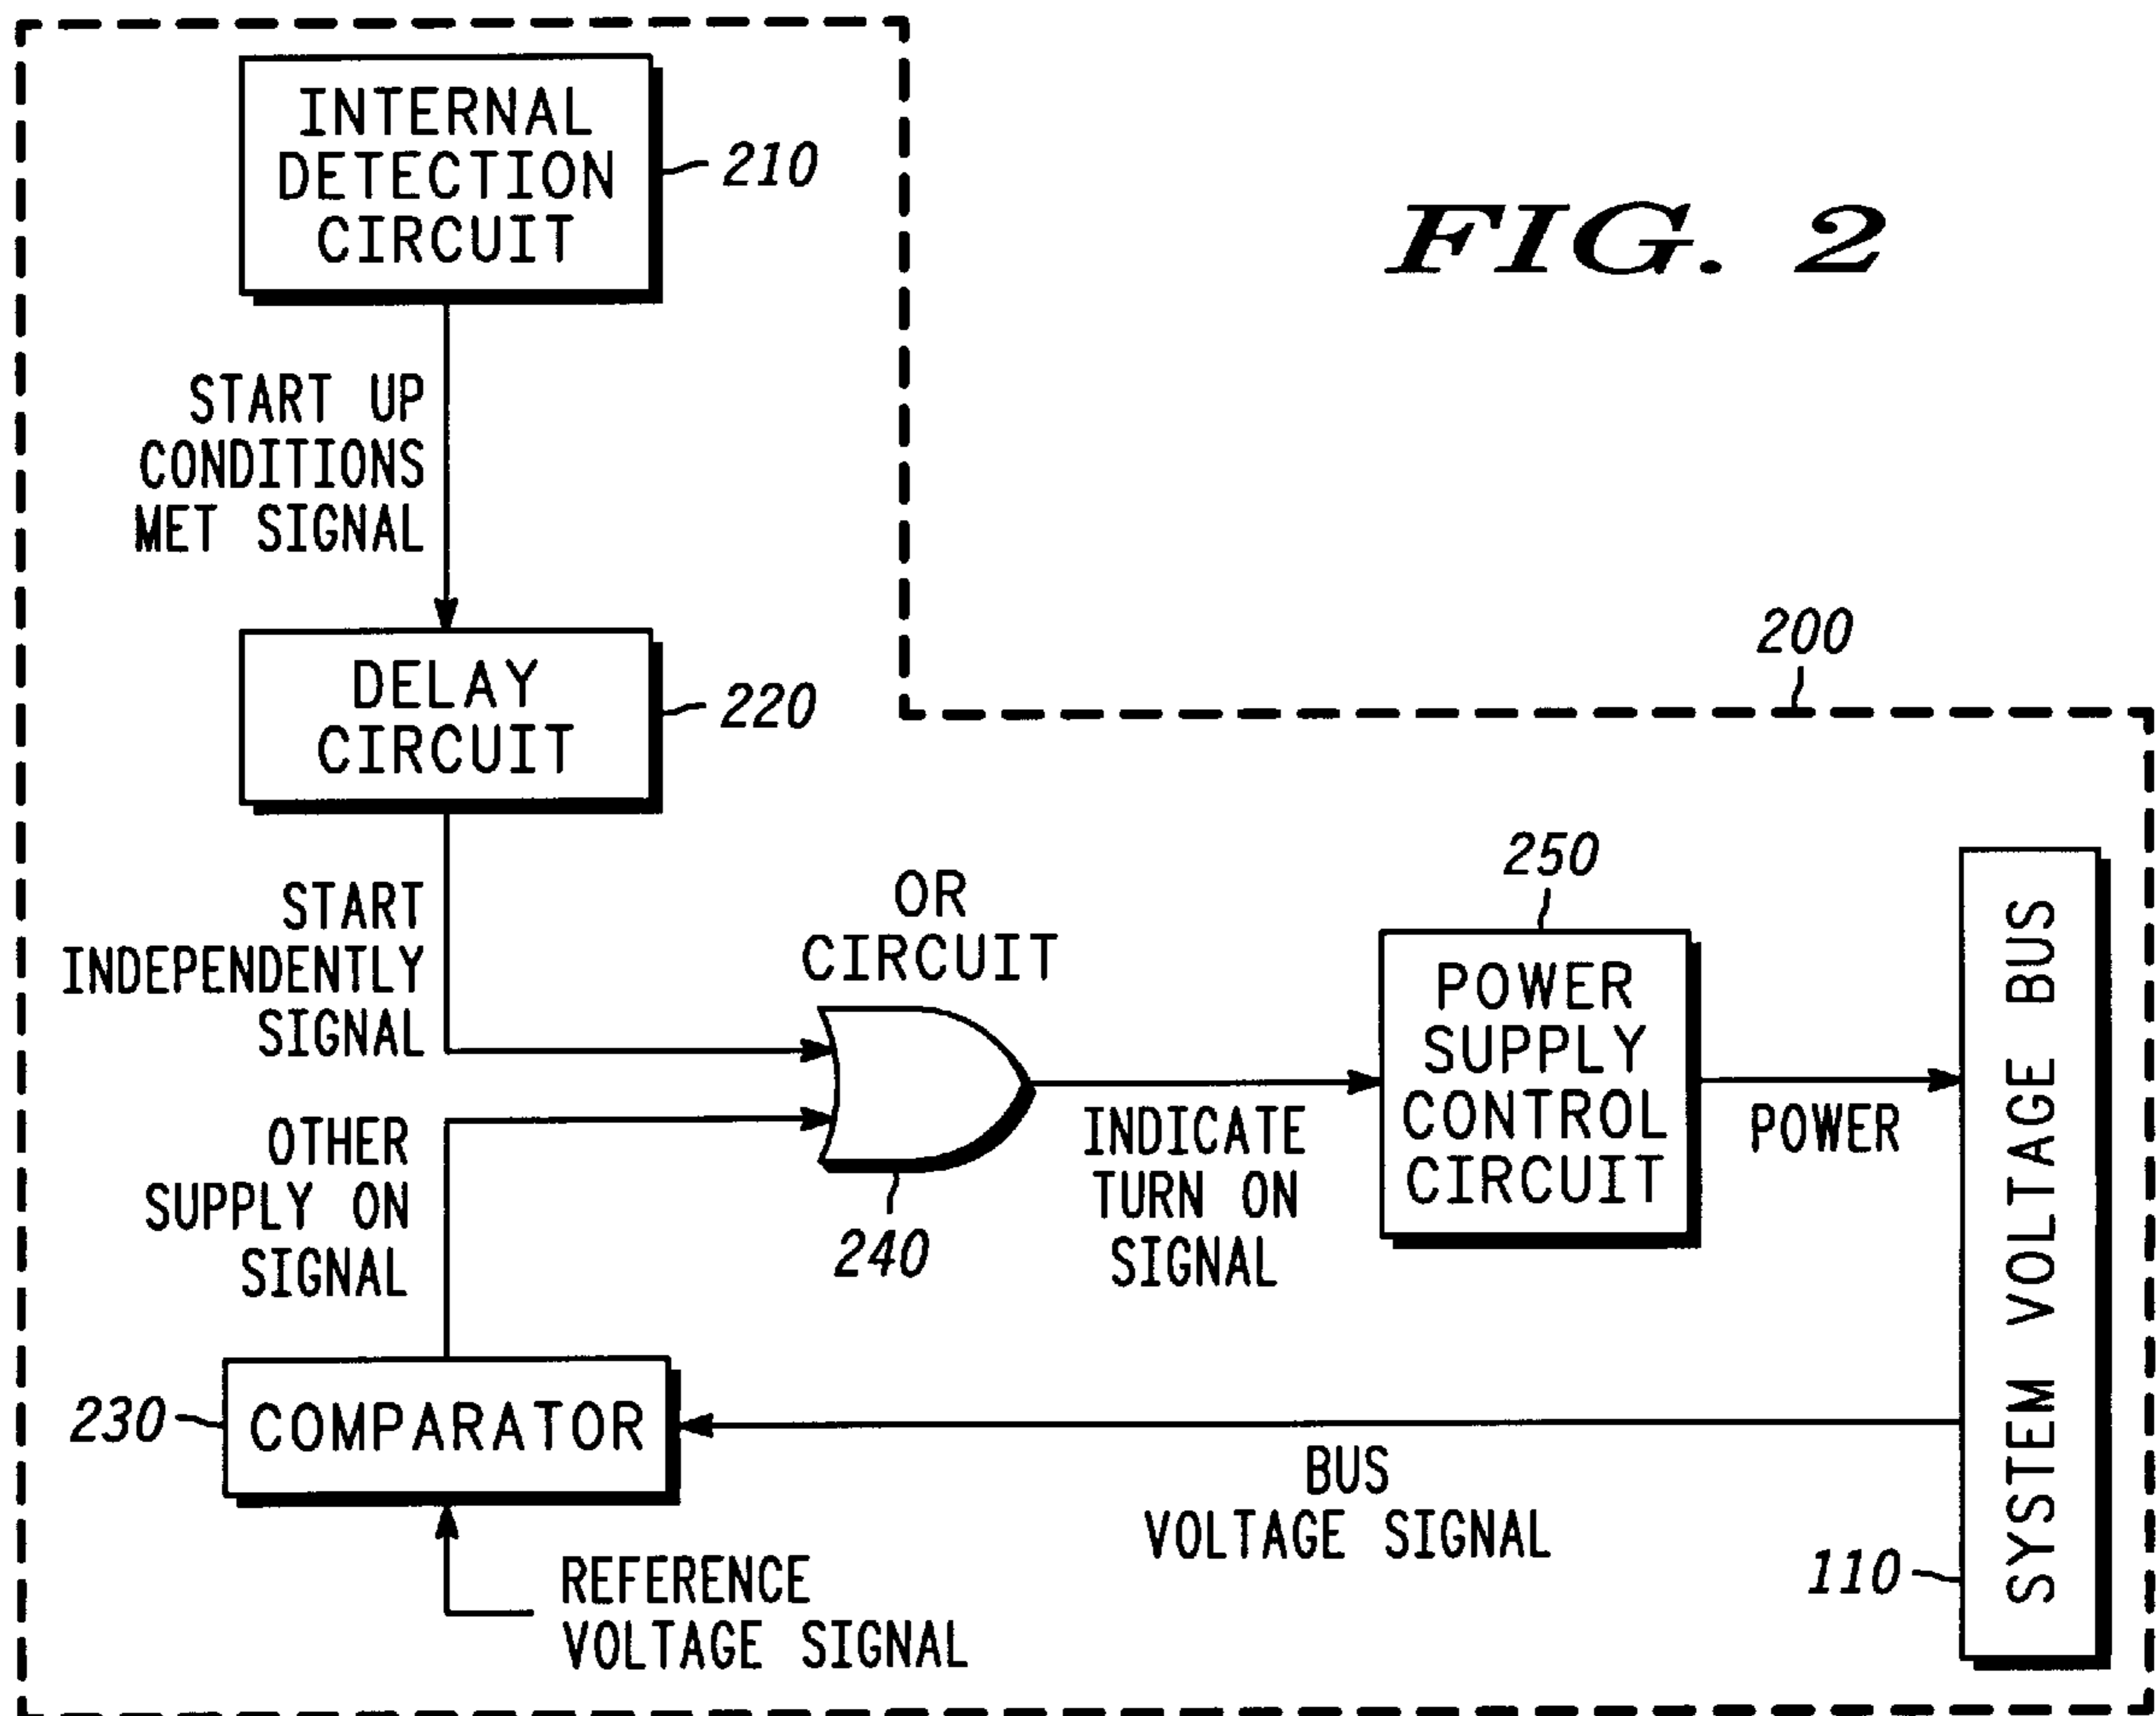 INTERNAL
DETECTION
CIRCUIT
210
FIG. 2
START UP
CONDITIONS
MET SIGNAL
200
DELAY
CIRCUIT
220
START
INDEPENDENTLY
SIGNAL
OR
CIRCUIT
240
250
POWER
SUPPLY
CONTROL
CIRCUIT
OTHER
SUPPLY ON
SIGNAL
INDICATE
TURN ON
SIGNAL
POWER
SYSTEM VOLTAGE BUS
110
230
COMPARATOR
BUS
VOLTAGE SIGNAL
REFERENCE
VOLTAGE SIGNAL